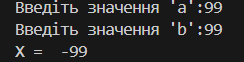 Введіть значення 'a':99
Введіть значення 'b':99
X =  -99